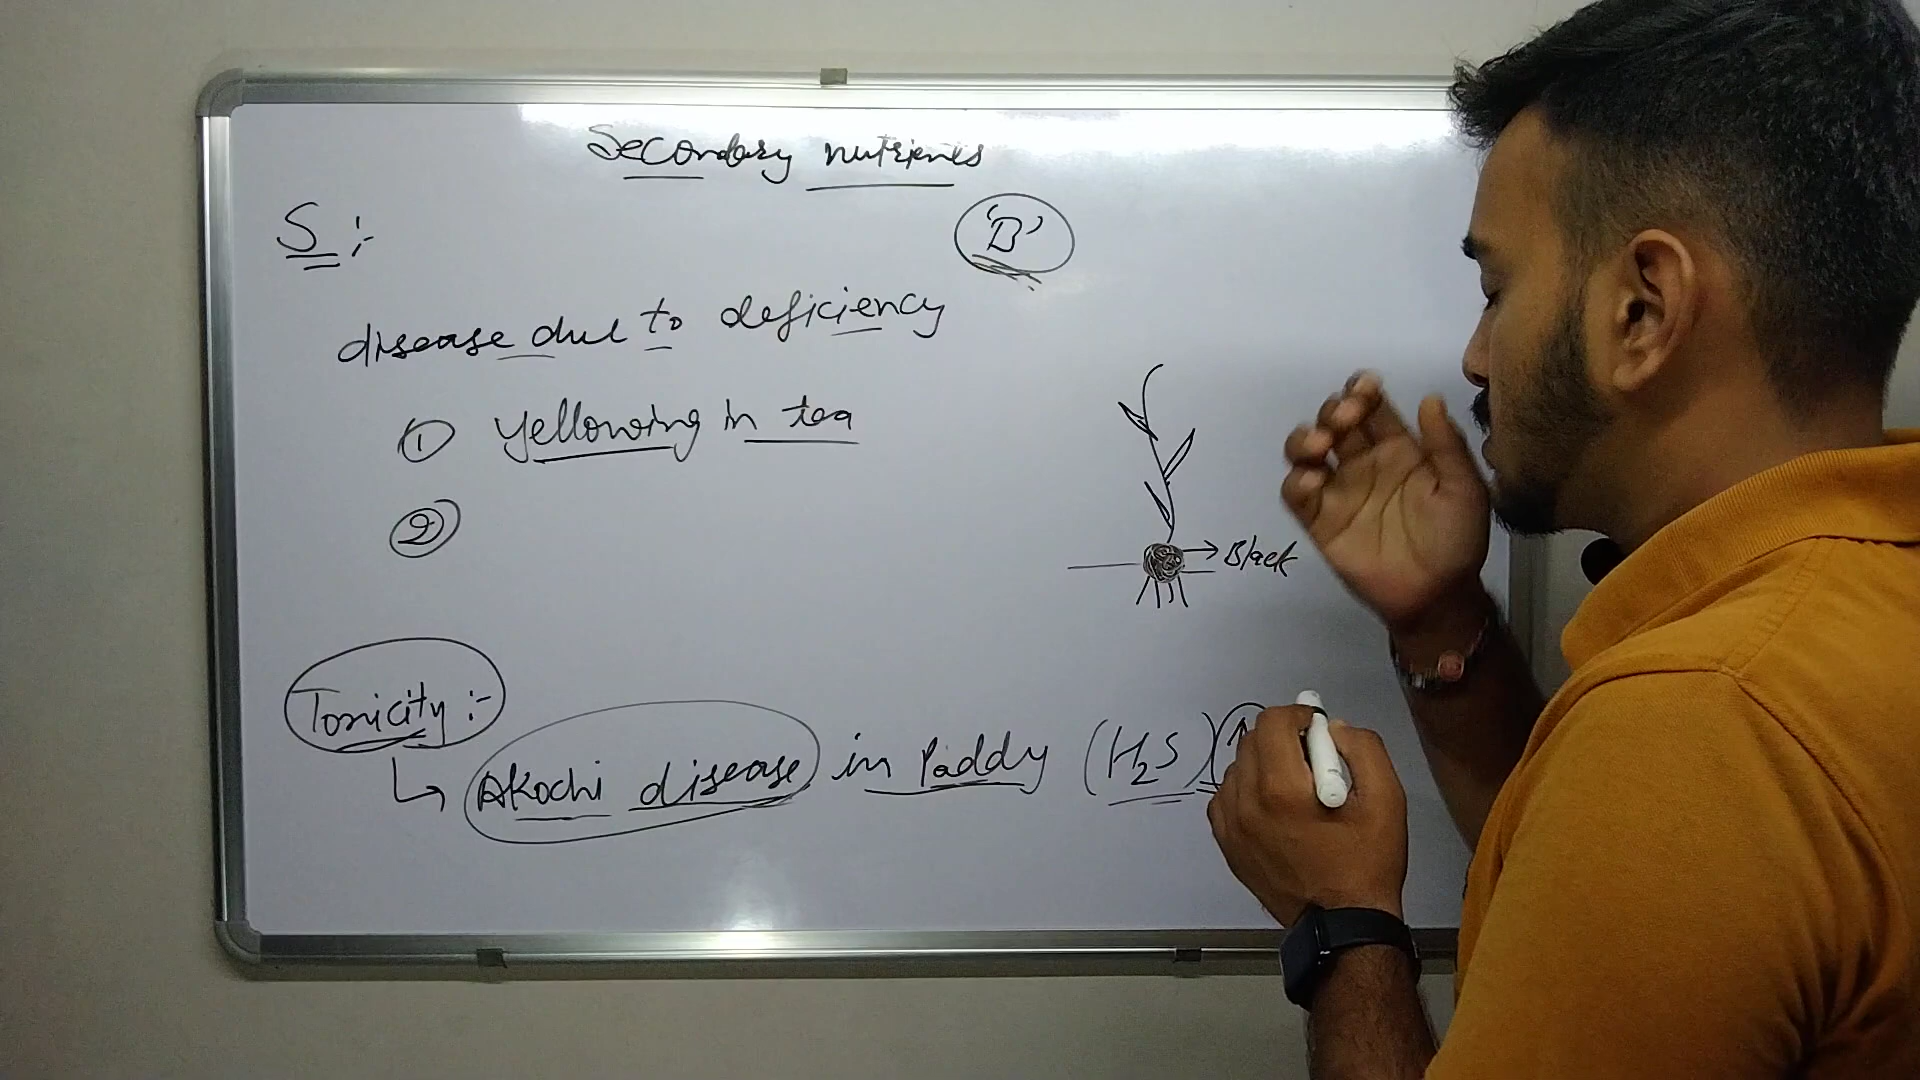 Secondary nutrients
S :-
'B'
disease due to deficiency
① Yellowing in tea
②
→ Black
Toxicity :-
↳ Akochi disease in Paddy (H₂S) (↑